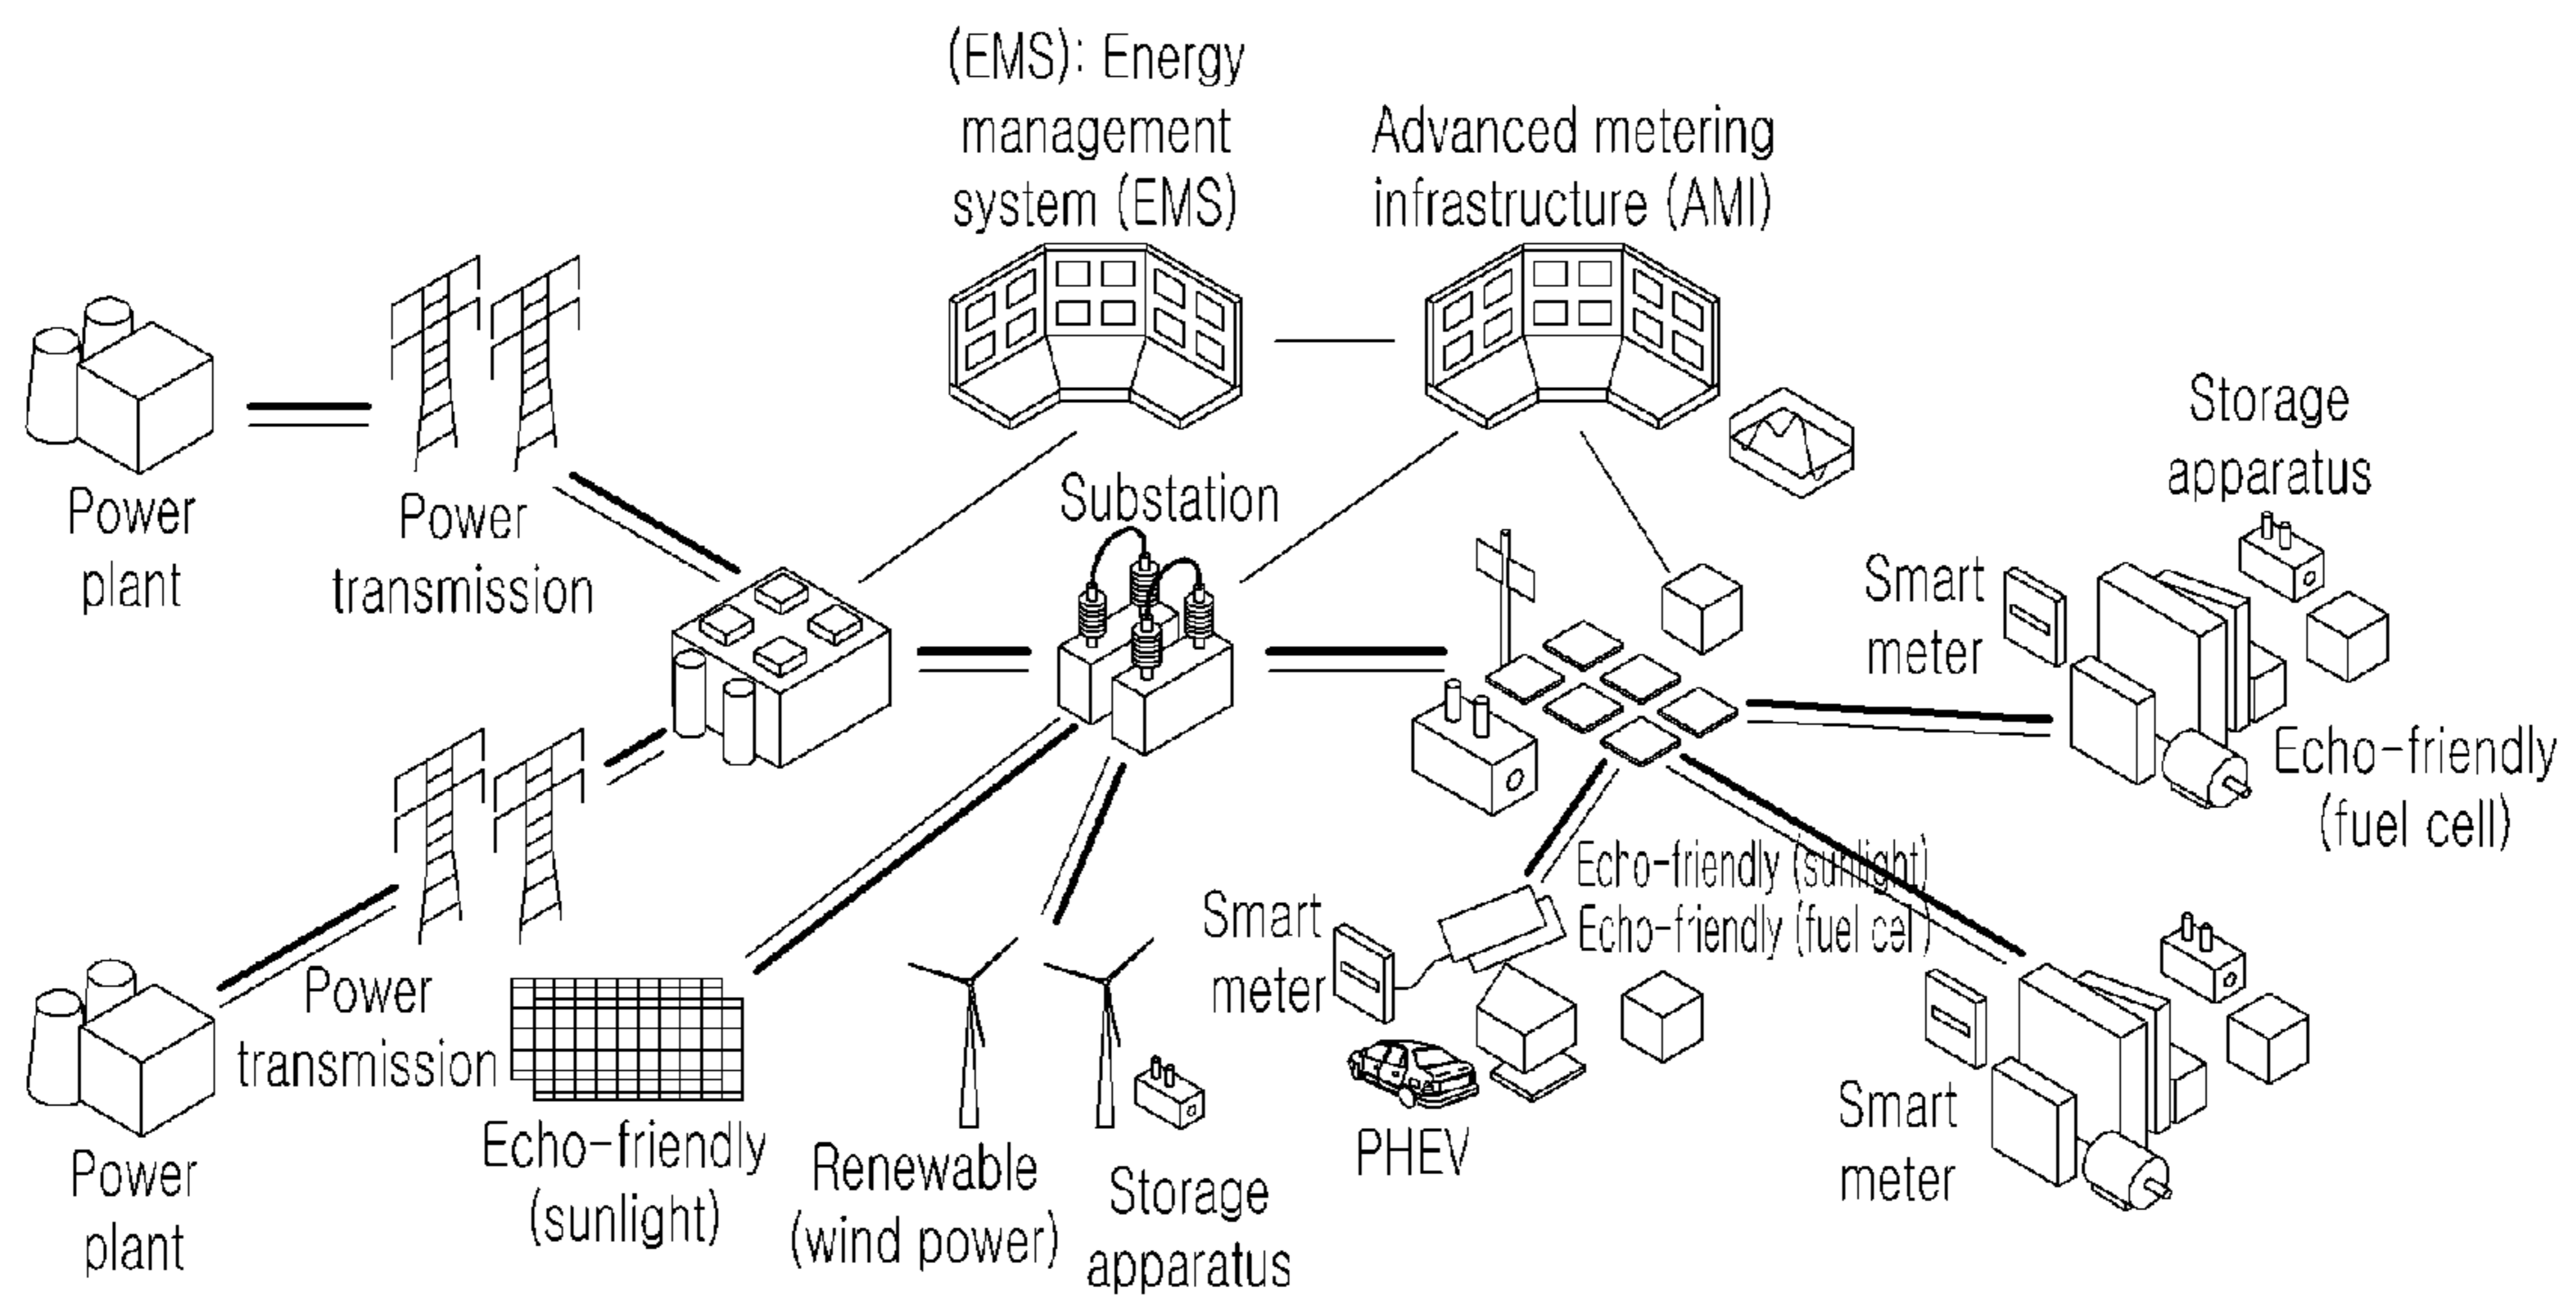 (EMS): Energy
management
system (EMS)
Advanced metering
infrastructure (AMI)
Power
plant
Power
transmission
Substation
Storage
apparatus
Smart
meter
Echo-friendly
(fuel cell)
Echo-friendly (sunlight)
Echo-friendly (fuel cell)
Smart
meter
PHEV
Smart
meter
Power
transmission
Power
plant
Echo-friendly
(sunlight)
Renewable
(wind power)
Storage
apparatus